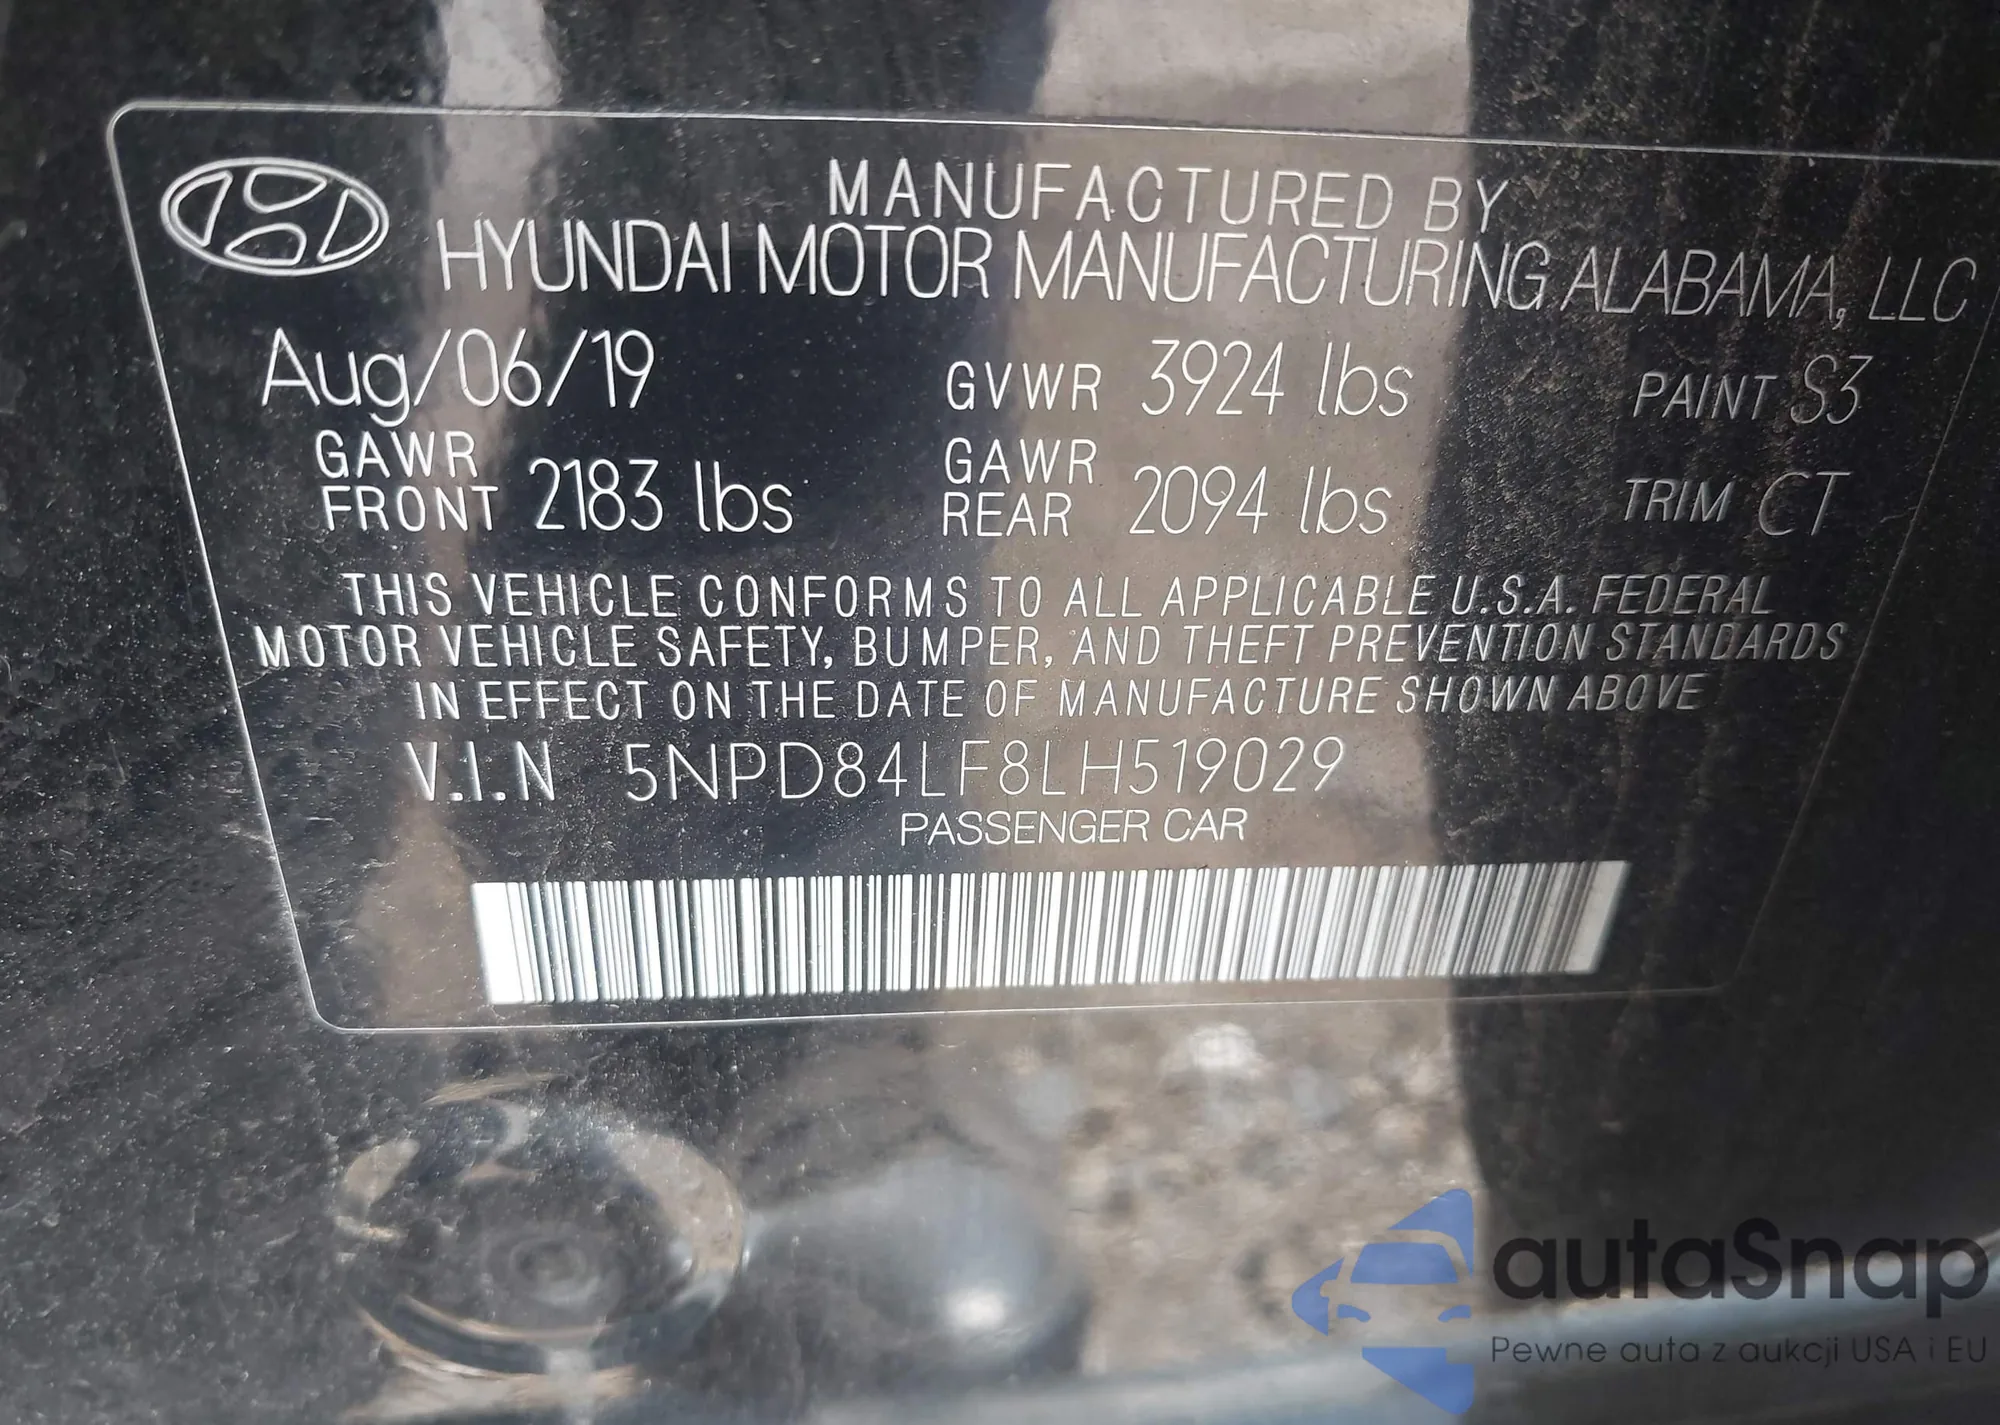 MANUFACTURED BY
HYUNDAI MOTOR MANUFACTURING ALABAMA, LLC
Aug/06/19 GVWR 3924 lbs PAINT S3
GAWR FRONT 2183 lbs GAWR REAR 2094 lbs TRIM CT
THIS VEHICLE CONFORMS TO ALL APPLICABLE U.S.A. FEDERAL
MOTOR VEHICLE SAFETY, BUMPER, AND THEFT PREVENTION STANDARDS
IN EFFECT ON THE DATE OF MANUFACTURE SHOWN ABOVE
V.I.N 5NPD84LF8LH519029
PASSENGER CAR
autaSnap
Pewne auta z aukcji USA i EU